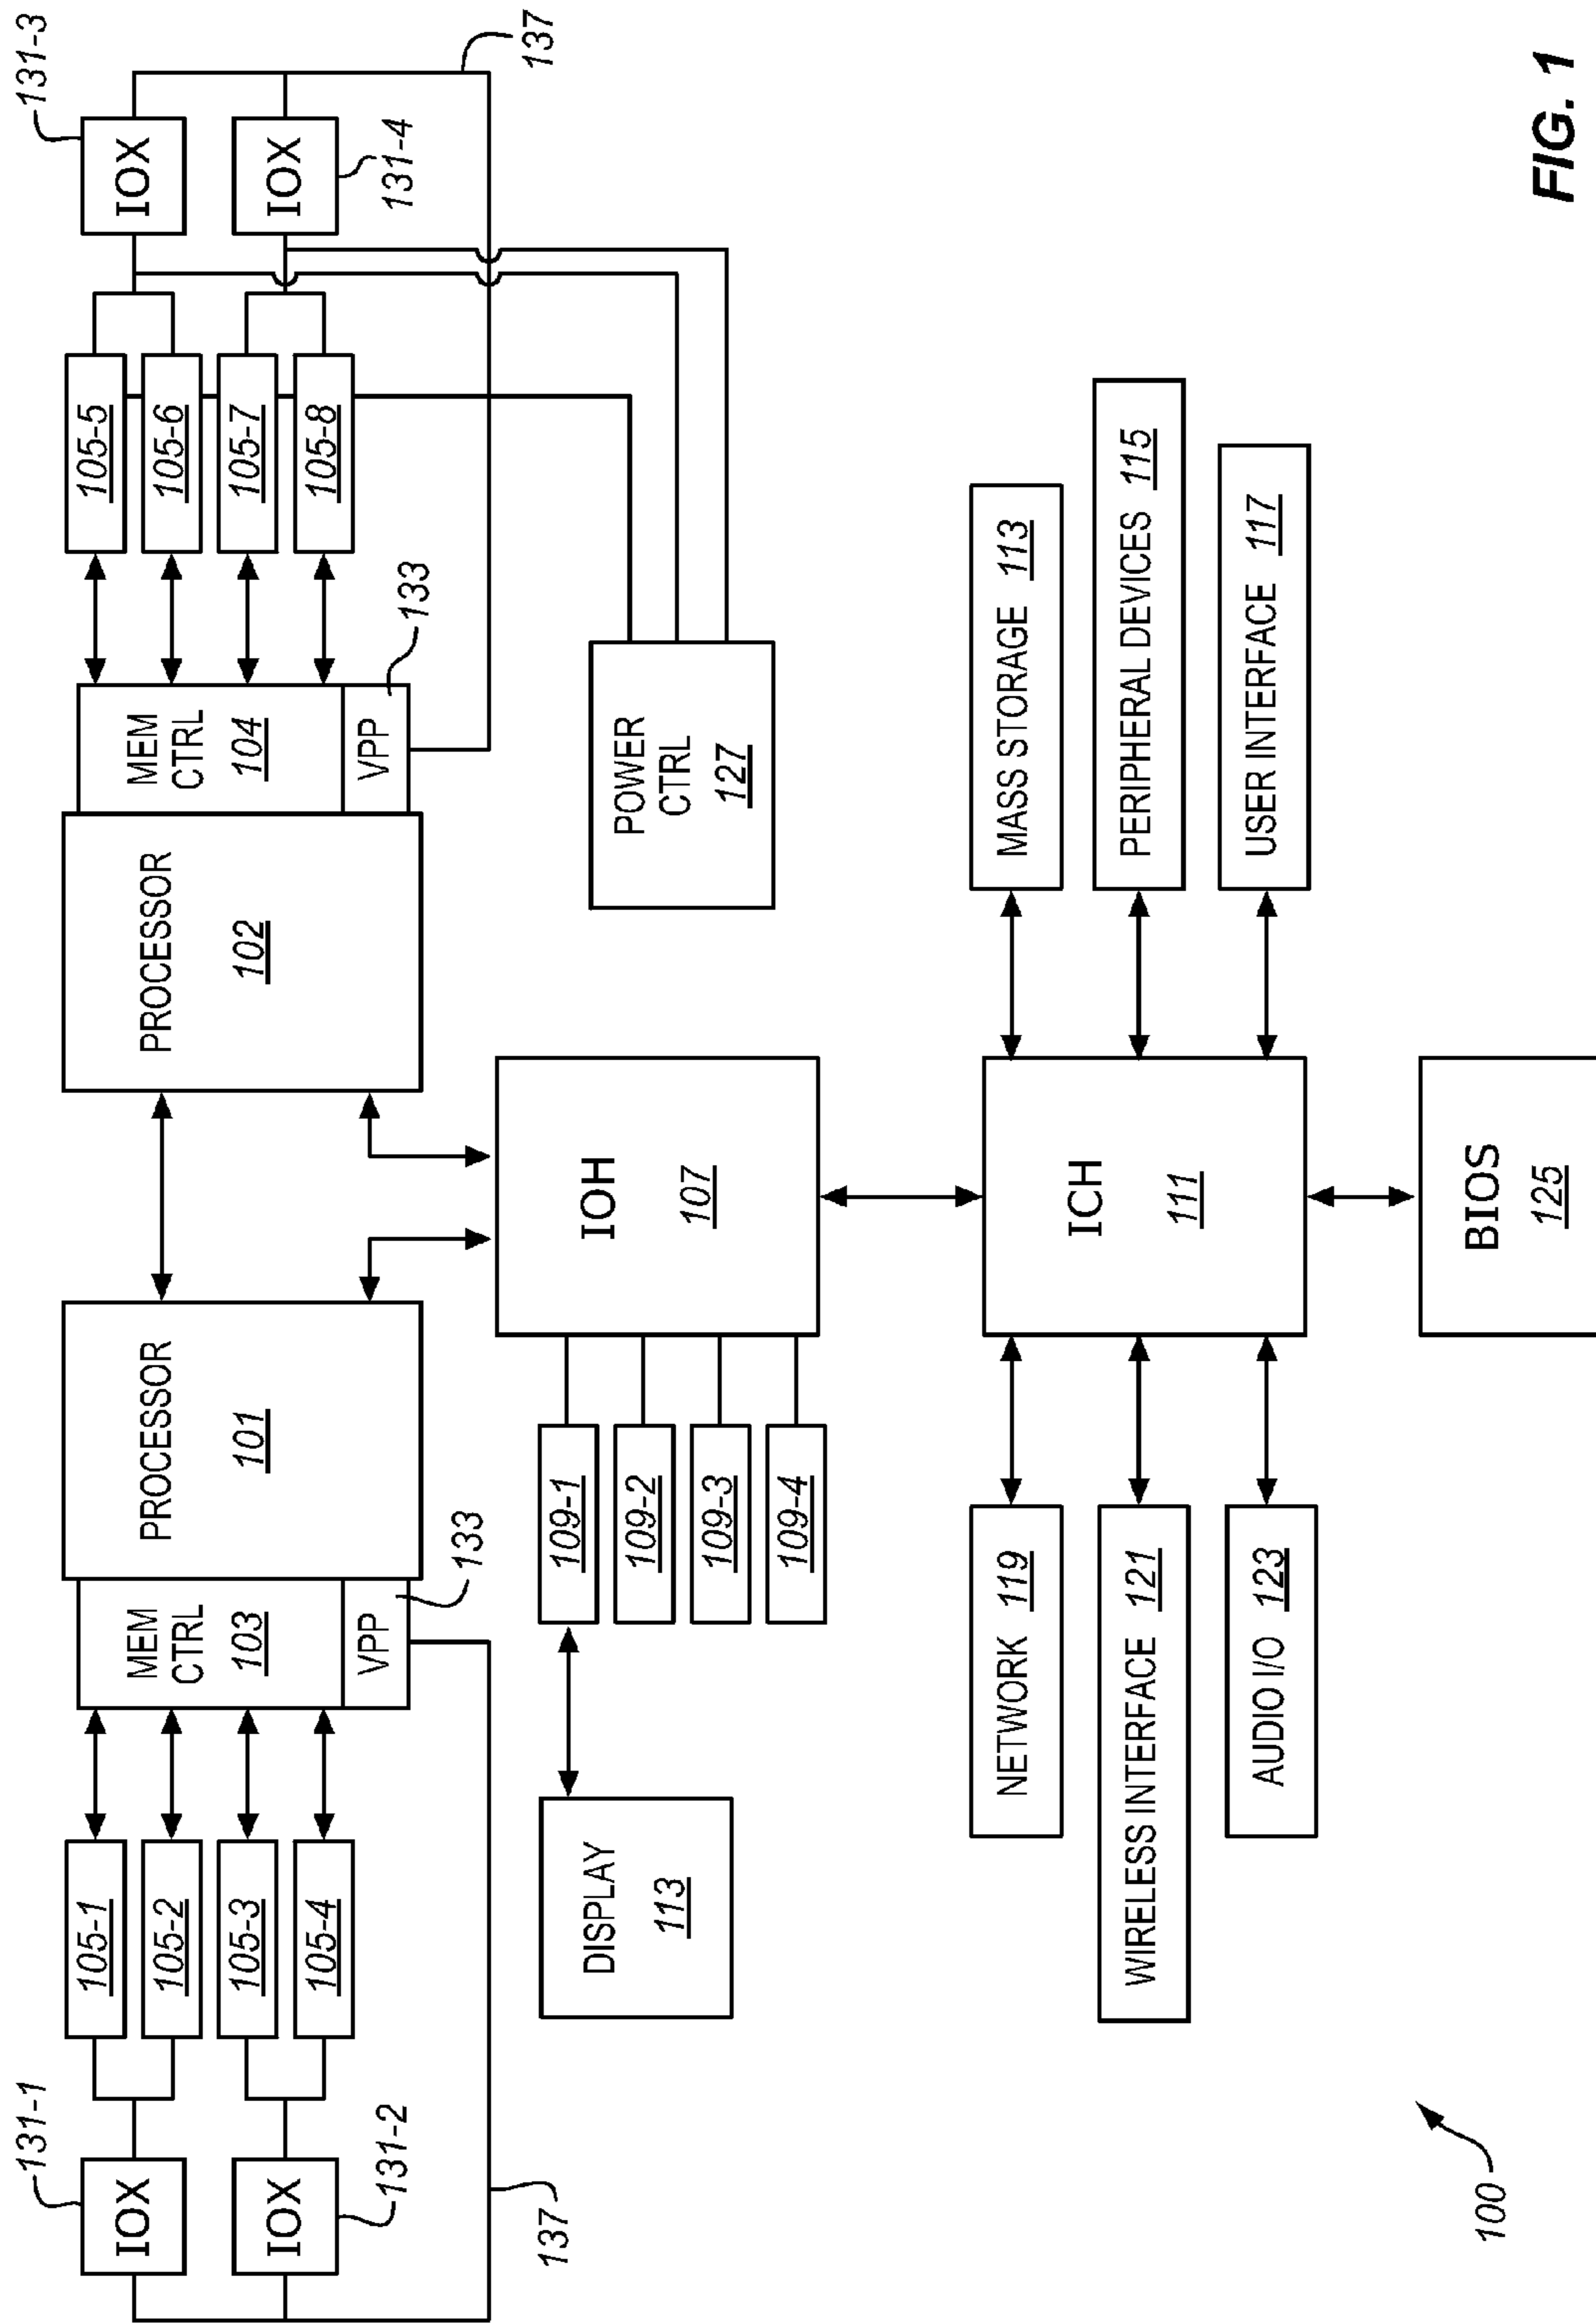 131-1
131-3
IOX
105-1
MEM
CTRL
103
PROCESSOR
101
PROCESSOR
102
MEM
CTRL
104
105-5
IOX
105-2
105-6
131-2
IOX
105-3
105-7
IOX
131-4
105-4
105-8
VPP
133
VPP
133
137
137
DISPLAY
113
109-1
109-2
109-3
109-4
IOH
107
POWER
CTRL
127
NETWORK 119
WIRELESS INTERFACE 121
AUDIO I/O 123
ICH
111
MASS STORAGE 113
PERIPHERAL DEVICES 115
USER INTERFACE 117
BIOS
125
100
FIG. 1